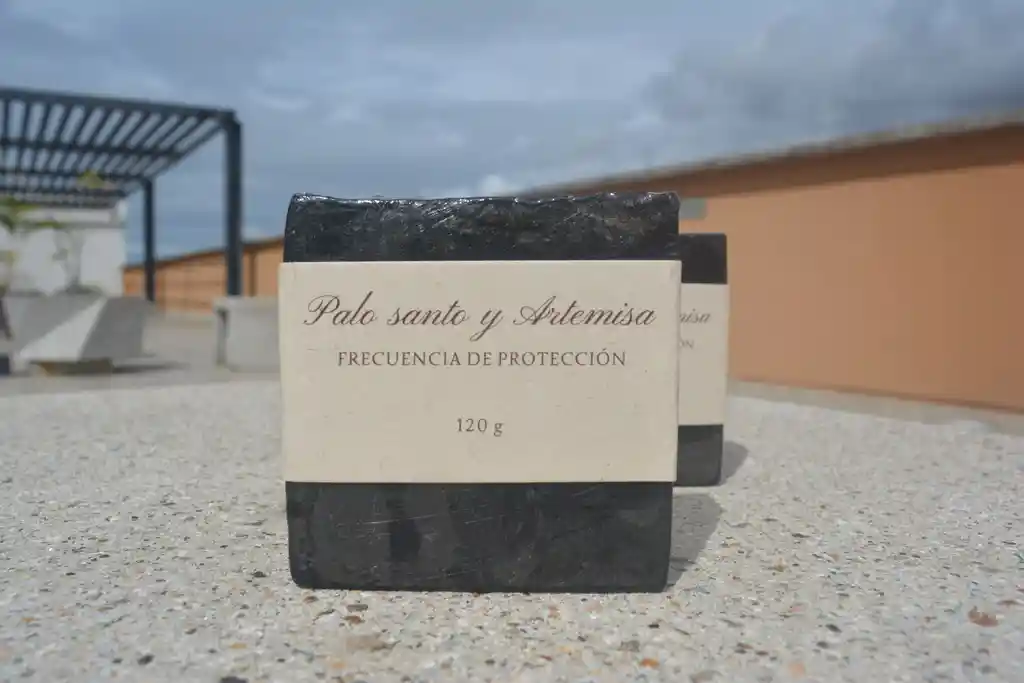 Palo santo y Artemisa
FRECUENCIA DE PROTECCIÓN
120 g